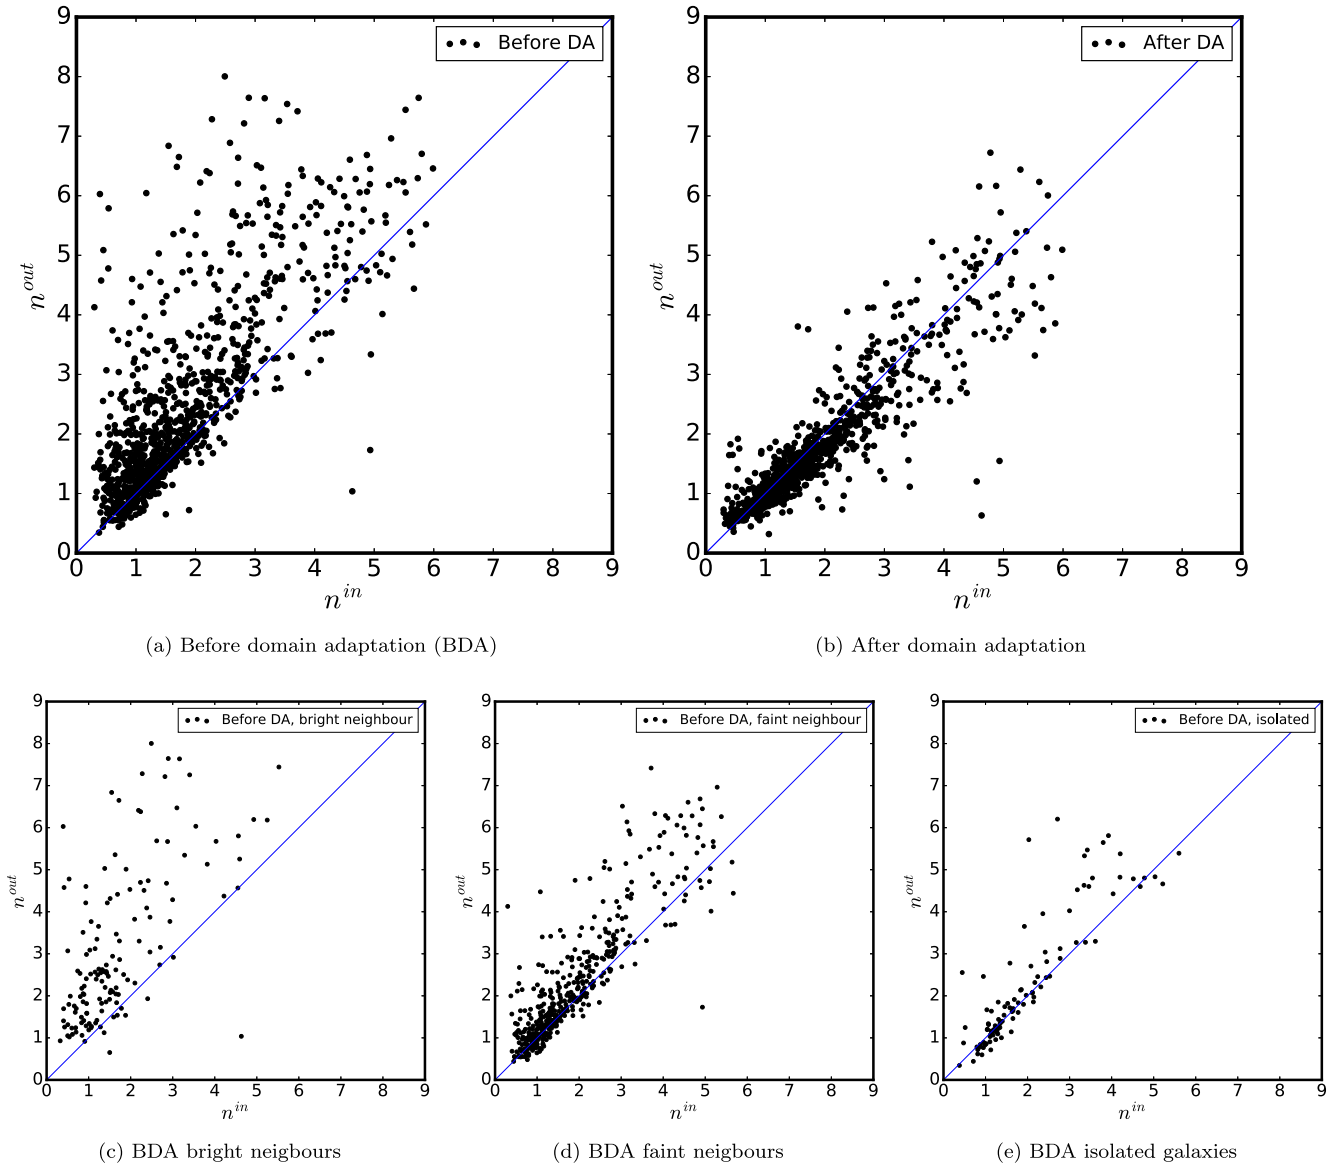 9
8
7
6
5
4
3
2
1
0
n^out
Before DA
0 1 2 3 4 5 6 7 8 9
n^in
(a) Before domain adaptation (BDA)
9
8
7
6
5
4
3
2
1
0
n^out
After DA
0 1 2 3 4 5 6 7 8 9
n^in
(b) After domain adaptation
9
8
7
6
5
4
3
2
1
0
n^out
Before DA, bright neighbour
0 1 2 3 4 5 6 7 8 9
n^in
(c) BDA bright neigbours
9
8
7
6
5
4
3
2
1
0
n^out
Before DA, faint neighbour
0 1 2 3 4 5 6 7 8 9
n^in
(d) BDA faint neigbours
9
8
7
6
5
4
3
2
1
0
n^out
Before DA, isolated
0 1 2 3 4 5 6 7 8 9
n^in
(e) BDA isolated galaxies